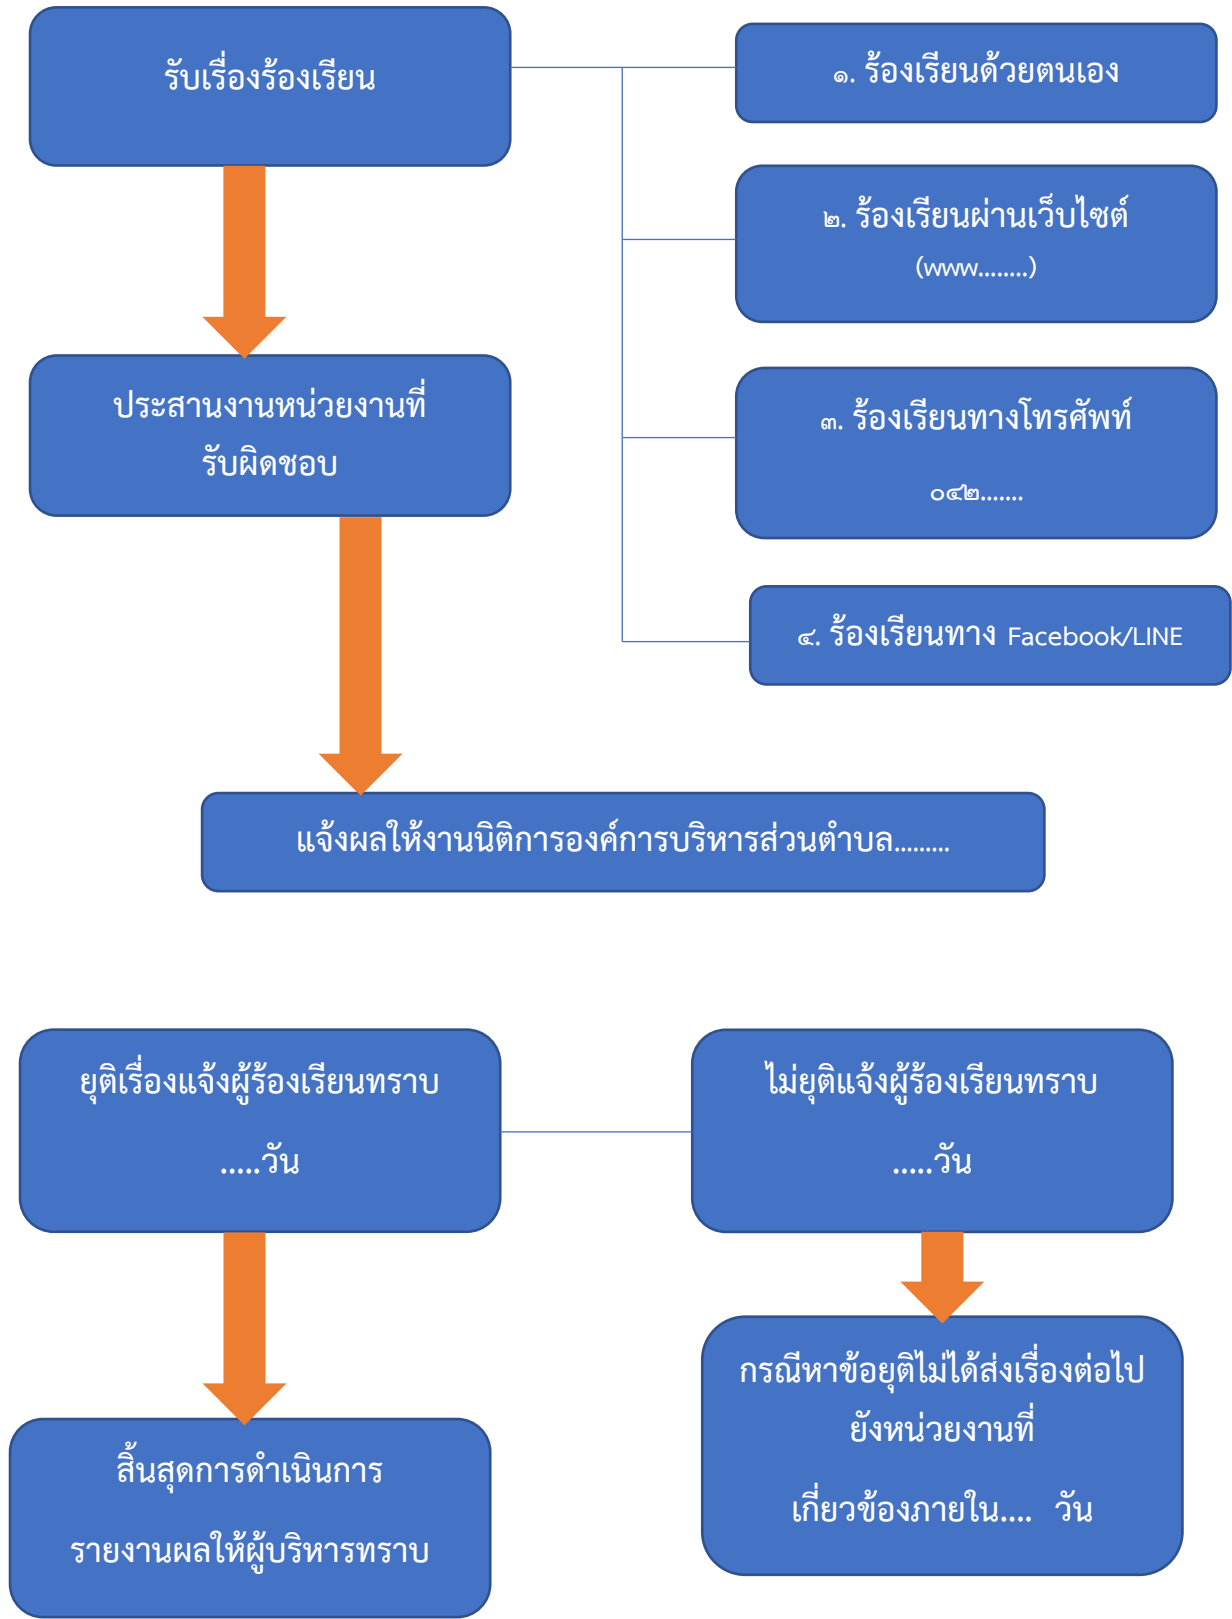 รับเรื่องร้องเรียน
๑. ร้องเรียนด้วยตนเอง
๒. ร้องเรียนผ่านเว็บไซต์
(www........)
ประสานงานหน่วยงานที่
รับผิดชอบ
๓. ร้องเรียนทางโทรศัพท์
๐๔๒.......
๔. ร้องเรียนทาง Facebook/LINE
แจ้งผลให้งานนิติการองค์การบริหารส่วนตำบล.........
ยุติเรื่องแจ้งผู้ร้องเรียนทราบ
.....วัน
ไม่ยุติแจ้งผู้ร้องเรียนทราบ
.....วัน
กรณีหาข้อยุติไม่ได้ส่งเรื่องต่อไป
ยังหน่วยงานที่
เกี่ยวข้องภายใน.... วัน
สิ้นสุดการดำเนินการ
รายงานผลให้ผู้บริหารทราบ